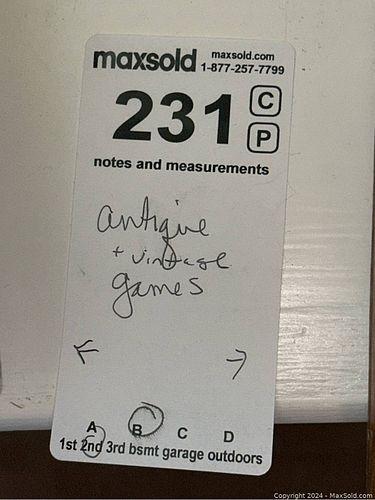 maxsold maxsold.com
1-877-257-7799
231 C
P
notes and measurements
antique
+ vintage
games
← →
A B C D
1st 2nd 3rd bsmt garage outdoors
Copyright © 2024 - MaxSold.com